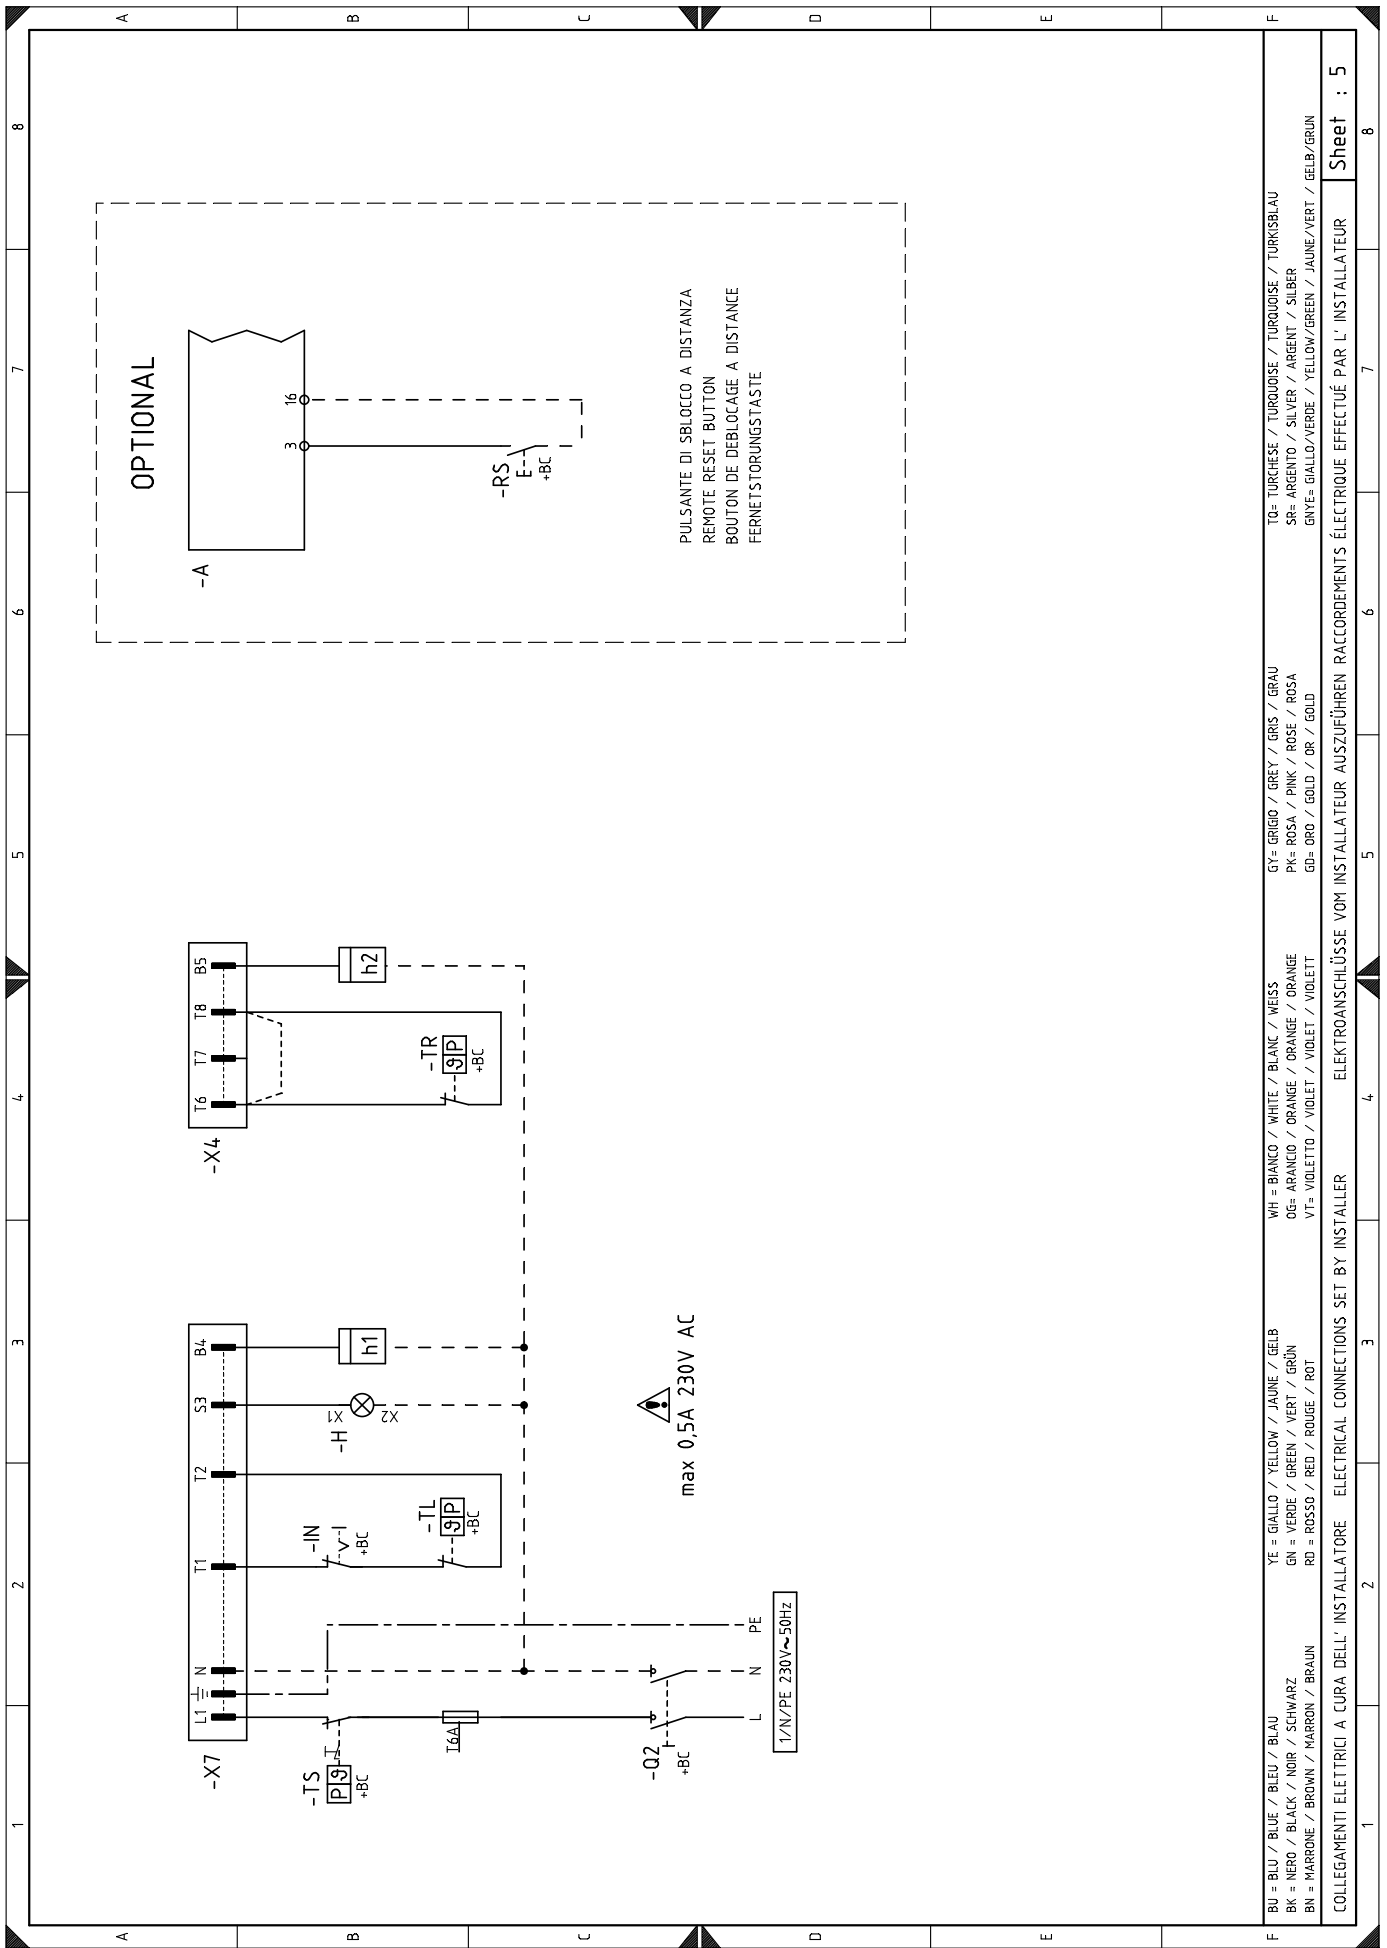 1 2 3 4 5 6 7 8
A A
B B
C C
D D
E E
F F
OPTIONAL
-X7
L1 N T1 T2 S3 B4
-X4
T6 T7 T8 B5
-A
3 16
-TS
P ϑ
+BC
-IN
+BC
-H
X1
X2
h1
h2
T6A
-TL
ϑ P
+BC
-TR
ϑ P
+BC
-RS
E
+BC
-Q2
+BC
max 0,5A 230V AC
L N PE
1/N/PE 230V~50Hz
PULSANTE DI SBLOCCO A DISTANZA
REMOTE RESET BUTTON
BOUTON DE DEBLOCAGE A DISTANCE
FERNETSTORUNGSTASTE
BU = BLU / BLUE / BLEU / BLAU
BK = NERO / BLACK / NOIR / SCHWARZ
BN = MARRONE / BROWN / MARRON / BRAUN
YE = GIALLO / YELLOW / JAUNE / GELB
GN = VERDE / GREEN / VERT / GRÜN
RD = ROSSO / RED / ROUGE / ROT
WH = BIANCO / WHITE / BLANC / WEISS
OG= ARANCIO / ORANGE / ORANGE / ORANGE
VT= VIOLETTO / VIOLET / VIOLET / VIOLETT
GY= GRIGIO / GREY / GRIS / GRAU
PK= ROSA / PINK / ROSE / ROSA
GD= ORO / GOLD / OR / GOLD
TQ= TURCHESE / TURQUOISE / TURQUOISE / TURKISBLAU
SR= ARGENTO / SILVER / ARGENT / SILBER
GNYE= GIALLO/VERDE / YELLOW/GREEN / JAUNE/VERT / GELB/GRUN
COLLEGAMENTI ELETTRICI A CURA DELL' INSTALLATORE ELECTRICAL CONNECTIONS SET BY INSTALLER ELEKTROANSCHLÜSSE VOM INSTALLATEUR AUSZUFÜHREN RACCORDEMENTS ÉLECTRIQUE EFFECTUÉ PAR L' INSTALLATEUR
Sheet : 5
1 2 3 4 5 6 7 8